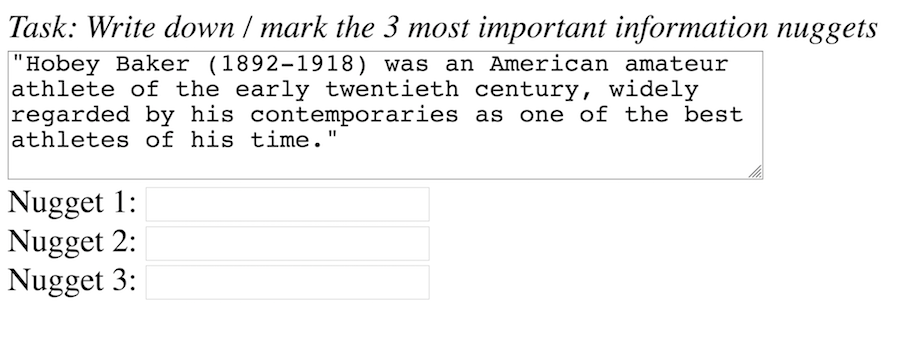 Task: Write down / mark the 3 most important information nuggets
"Hobey Baker (1892–1918) was an American amateur
athlete of the early twentieth century, widely
regarded by his contemporaries as one of the best
athletes of his time."
Nugget 1:
Nugget 2:
Nugget 3: